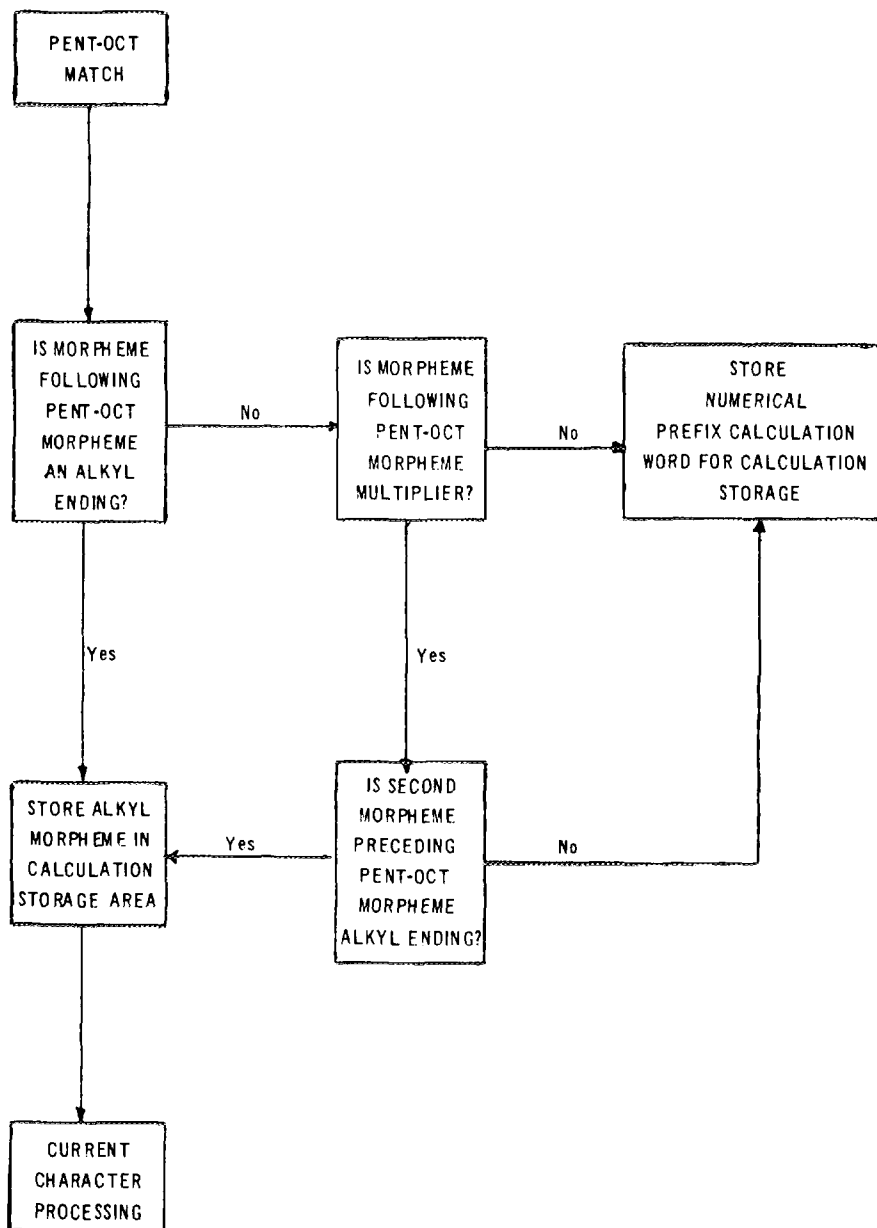 PENT-OCT
MATCH
IS MORPHEME
FOLLOWING
PENT-OCT
MORPHEME
AN ALKYL
ENDING?
No
IS MORPHEME
FOLLOWING
PENT-OCT
MORPHEME
MULTIPLIER?
No
STORE
NUMERICAL
PREFIX CALCULATION
WORD FOR CALCULATION
STORAGE
Yes
Yes
STORE ALKYL
MORPHEME IN
CALCULATION
STORAGE AREA
Yes
IS SECOND
MORPHEME
PRECEDING
PENT-OCT
MORPHEME
ALKYL ENDING?
No
CURRENT
CHARACTER
PROCESSING